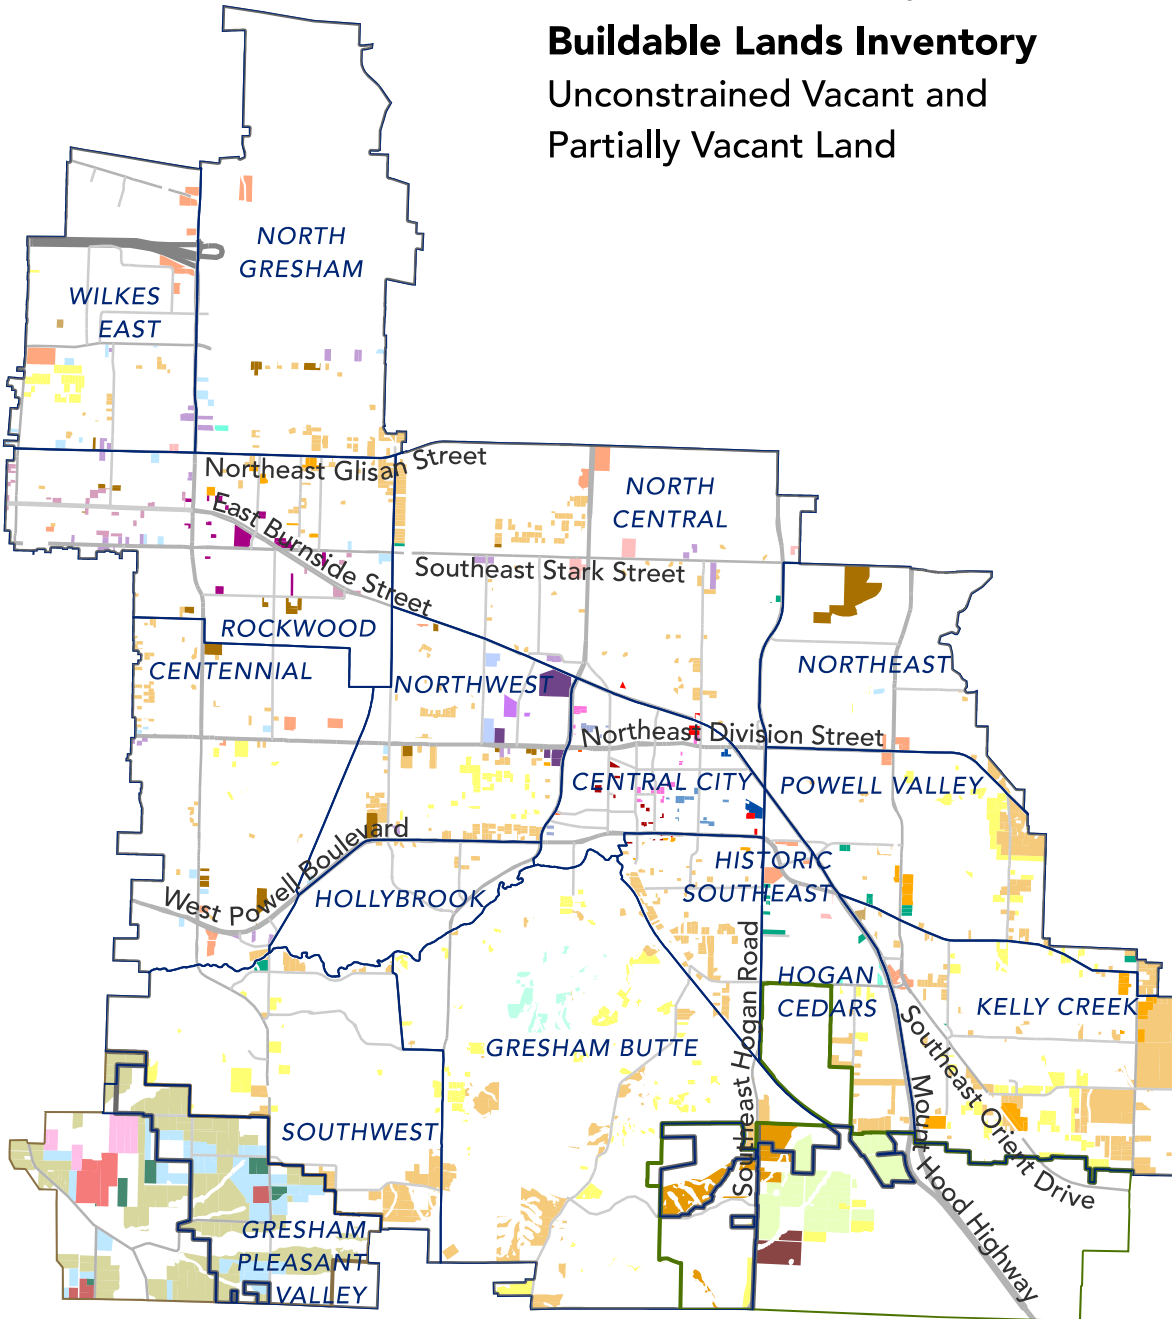 Buildable Lands Inventory
Unconstrained Vacant and
Partially Vacant Land
NORTH
GRESHAM
WILKES
EAST
Northeast Glisan Street
NORTH
CENTRAL
East Burnside Street
Southeast Stark Street
ROCKWOOD
CENTENNIAL
NORTHWEST
NORTHEAST
Northeast Division Street
CENTRAL CITY
POWELL VALLEY
West Powell Boulevard
HISTORIC
SOUTHEAST
HOLLYBROOK
HOGAN
CEDARS
KELLY CREEK
Southeast Hogan Road
GRESHAM BUTTE
Southeast Orient Drive
Mount Hood Highway
SOUTHWEST
GRESHAM
PLEASANT
VALLEY